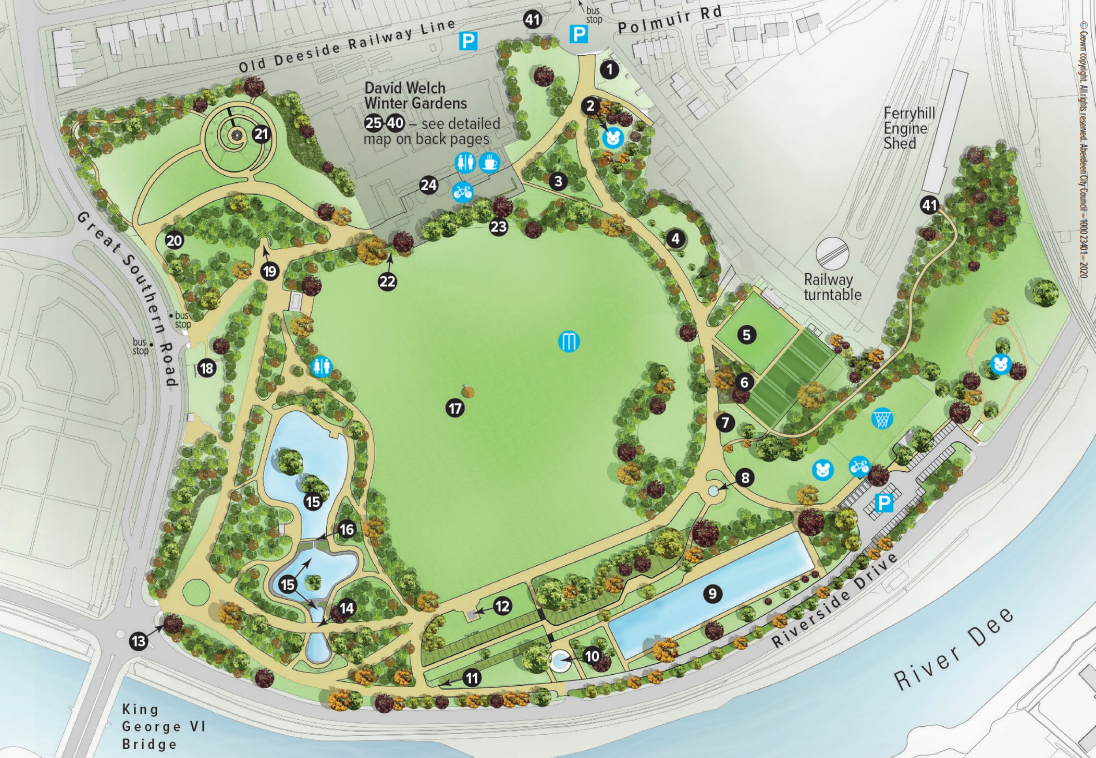 41
bus
stop
Polmuir Rd
P
P
Old Deeside Railway Line
1
David Welch
Winter Gardens
25-40 – see detailed
map on back pages
2
21
24
3
Ferryhill
Engine
Shed
41
20
23
4
19
22
Railway
turntable
Great Southern Road
bus
stop
bus
stop
5
18
6
17
7
8
15
P
16
15
14
12
9
13
10
11
Riverside Drive
River Dee
King
George VI
Bridge
© Crown copyright. All rights reserved. Aberdeen City Council – 100023401 – 2020